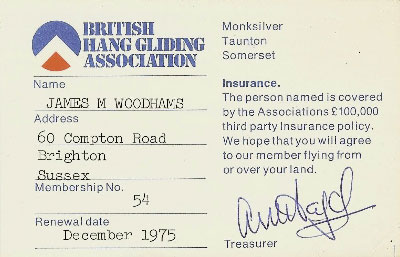 BRITISH
HANG GLIDING
ASSOCIATION
Name
JAMES M WOODHAMS
Address
60 Compton Road
Brighton
Sussex
Membership No.
54
Renewal date
December 1975
Monksilver
Taunton
Somerset
Insurance.
The person named is covered
by the Associations £100,000
third party Insurance policy.
We hope that you will agree
to our member flying from
or over your land.
Treasurer